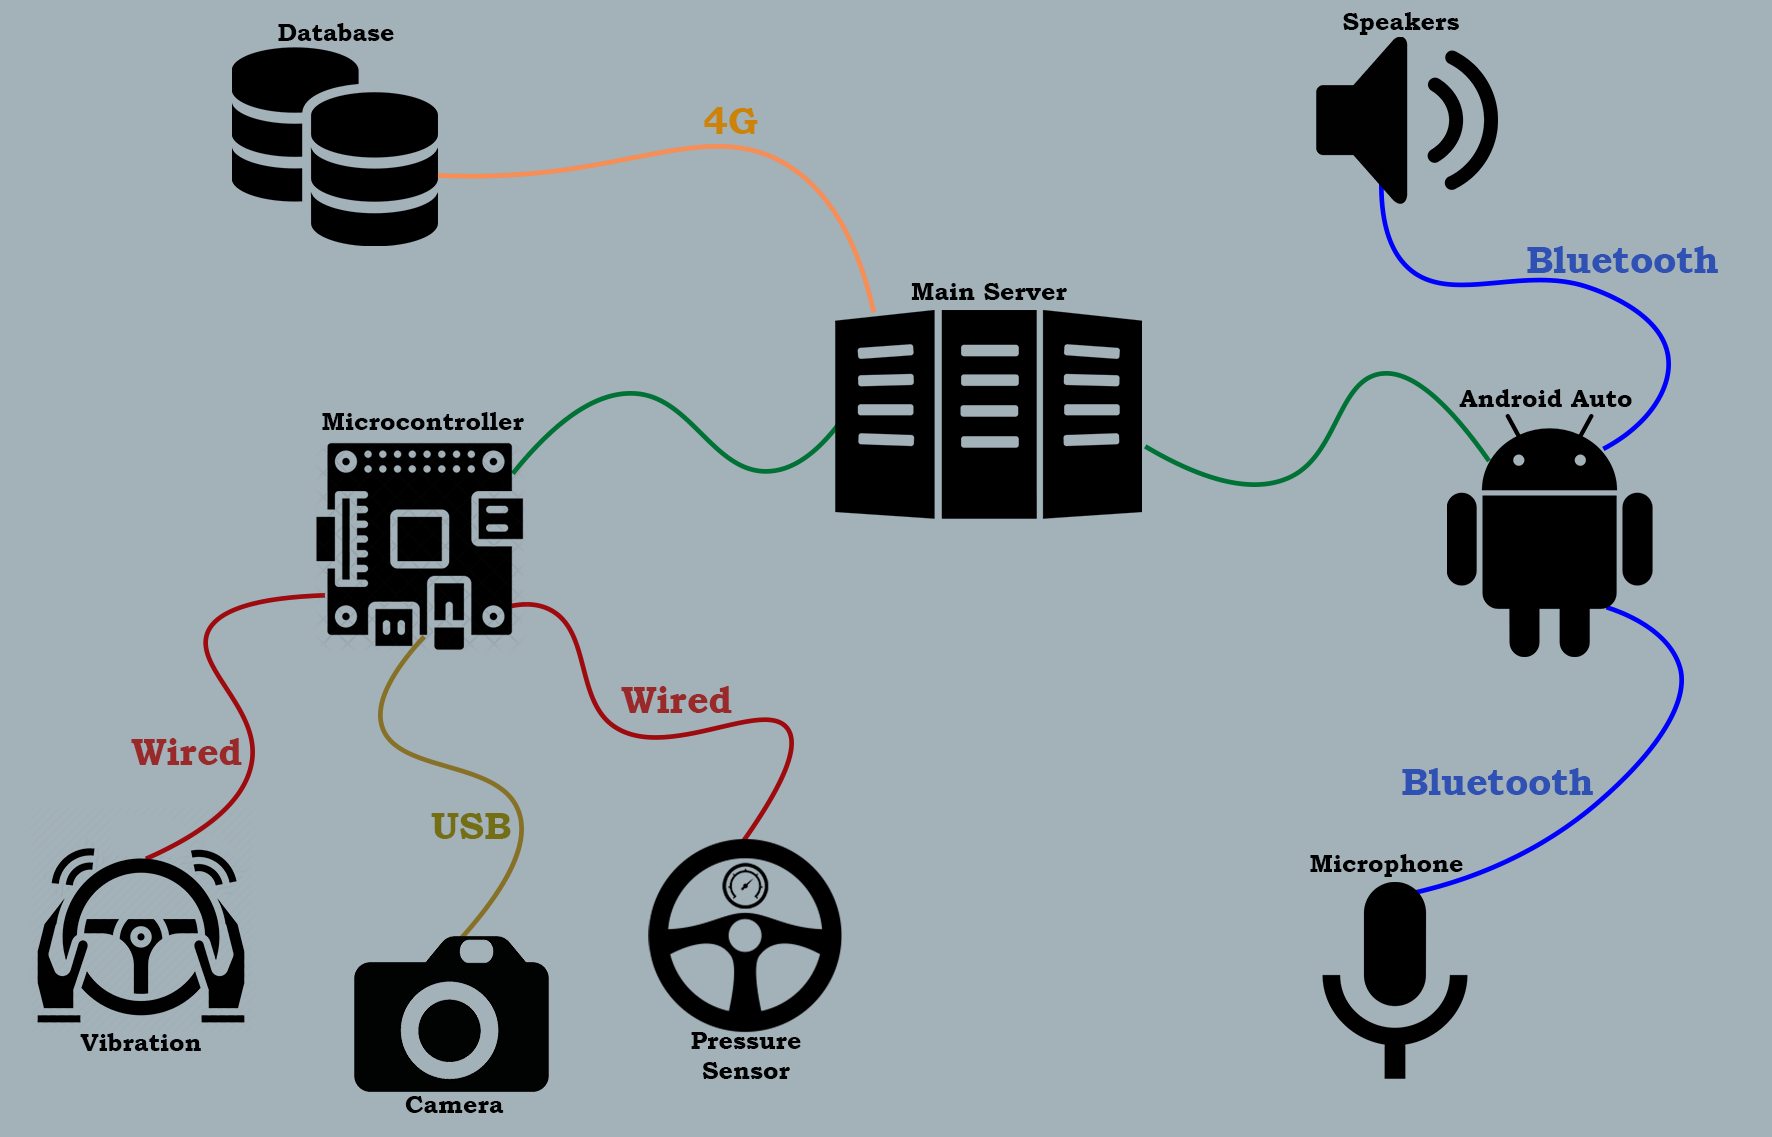 Database
Speakers
4G
Bluetooth
Main Server
Android Auto
Microcontroller
Wired
Wired
Bluetooth
USB
Microphone
Vibration
Pressure
Sensor
Camera